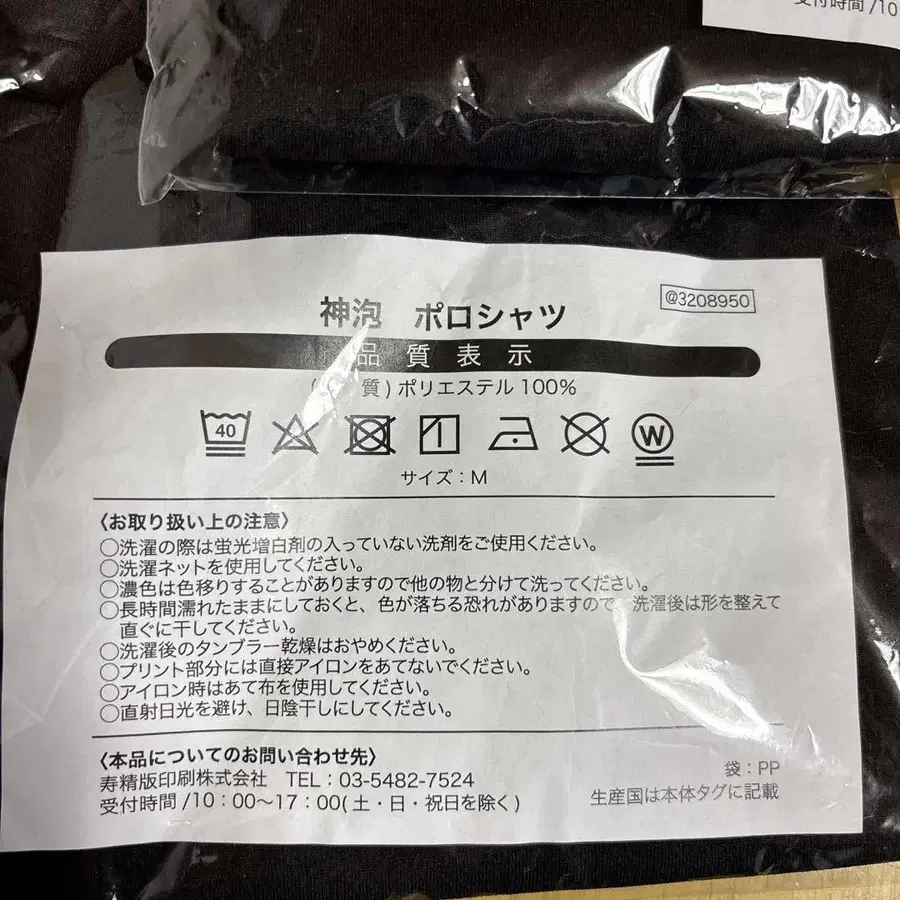 受付時間/10
神泡 ポロシャツ
@3208950
品質表示
質)ポリエステル100%
40
W
サイズ:M
〈お取り扱い上の注意〉
○洗濯の際は蛍光増白剤の入っていない洗剤をご使用ください。
○洗濯ネットを使用してください。
○濃色は色移りすることがありますので他の物と分けて洗ってください。
○長時間濡れたままにしておくと、色が落ちる恐れがありますので、洗濯後は形を整えて
直ぐに干してください。
○洗濯後のタンブラー乾燥はおやめください。
○プリント部分には直接アイロンをあてないでください。
○アイロン時はあて布を使用してください。
○直射日光を避け、日陰干しにしてください。
〈本品についてのお問い合わせ先〉
寿精版印刷株式会社 TEL:03-5482-7524
受付時間/10:00〜17:00(土・日・祝日を除く)
袋:PP
生産国は本体タグに記載